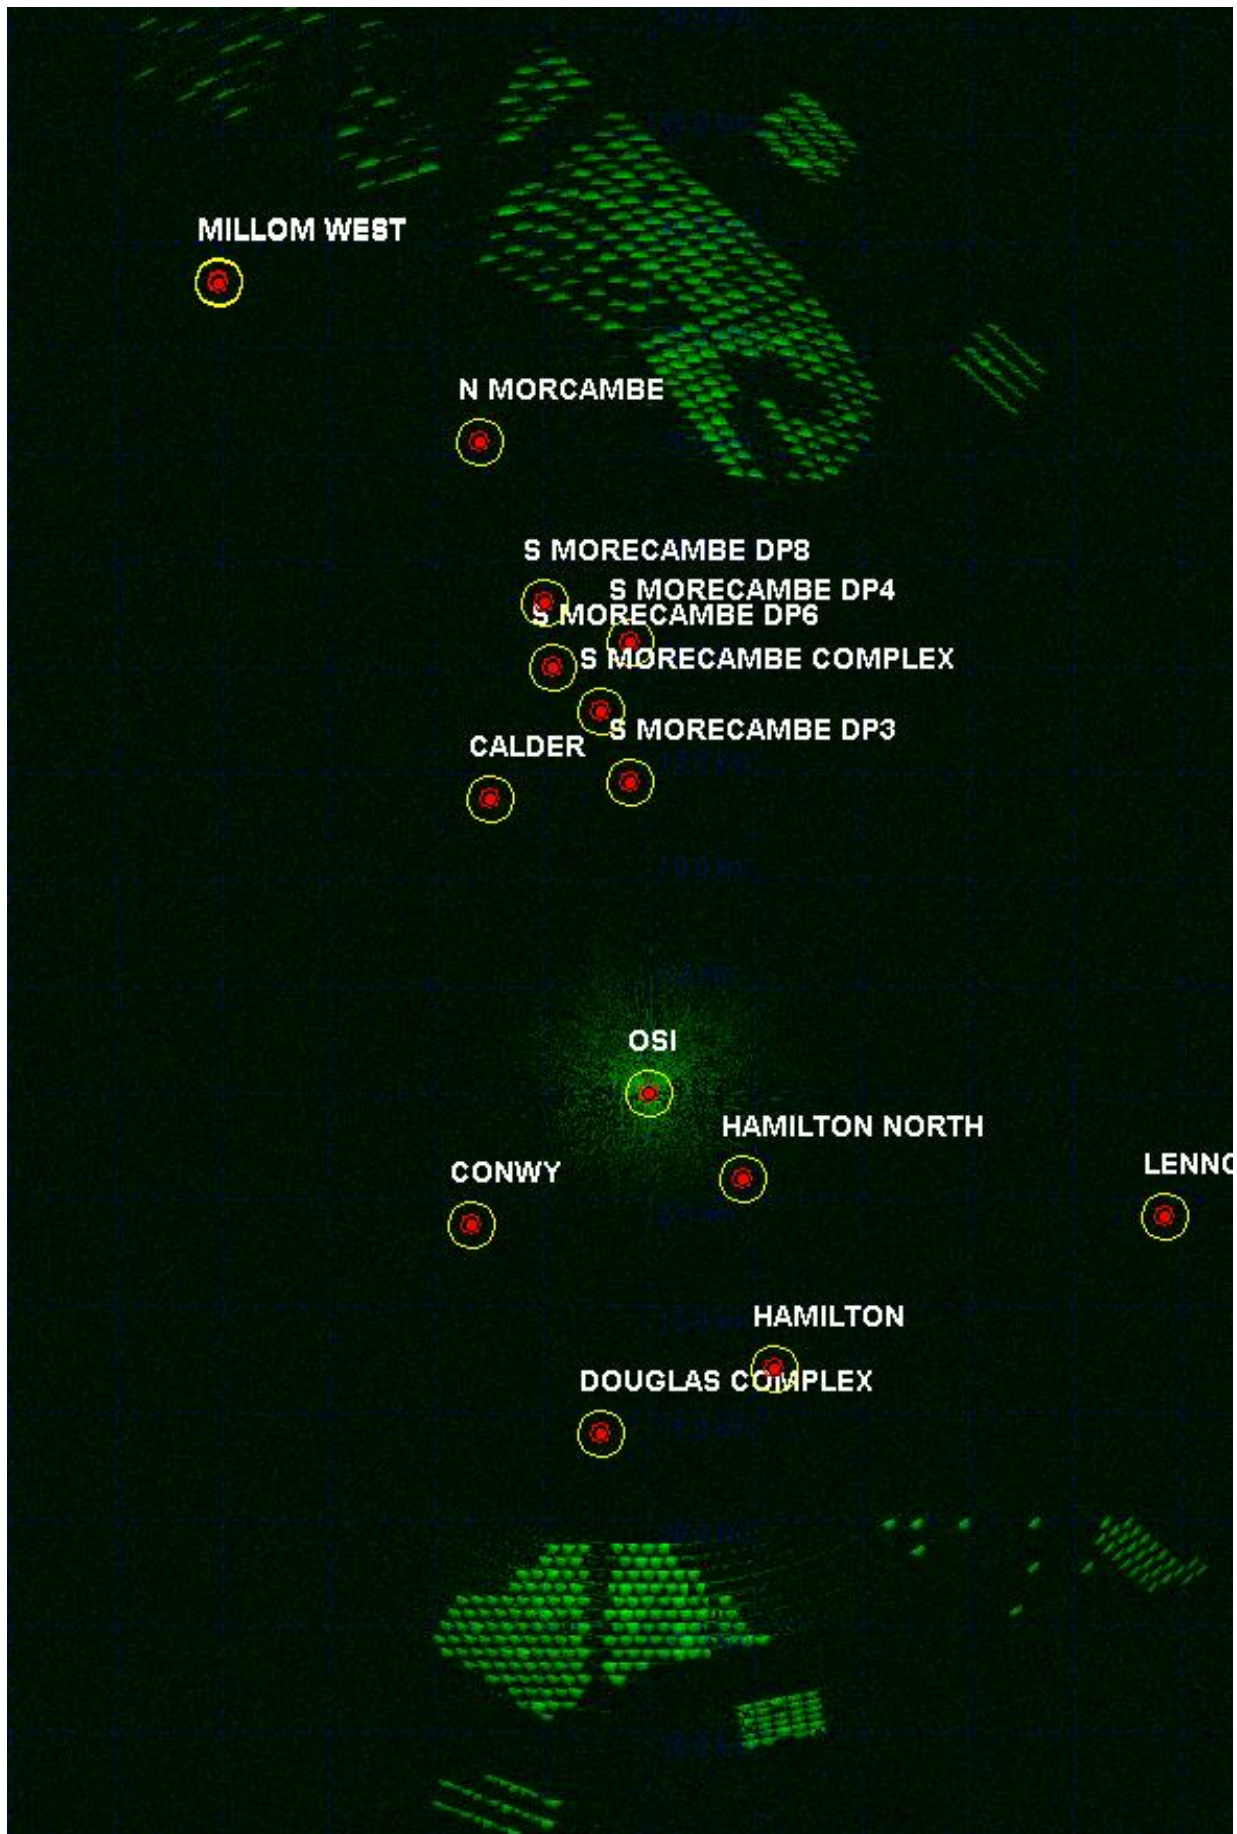 MILLOM WEST
N MORCAMBE
S MORECAMBE DP8
S MORECAMBE DP4
S MORECAMBE DP6
S MORECAMBE COMPLEX
S MORECAMBE DP3
CALDER
OSI
HAMILTON NORTH
LENNO
CONWY
HAMILTON
DOUGLAS COMPLEX